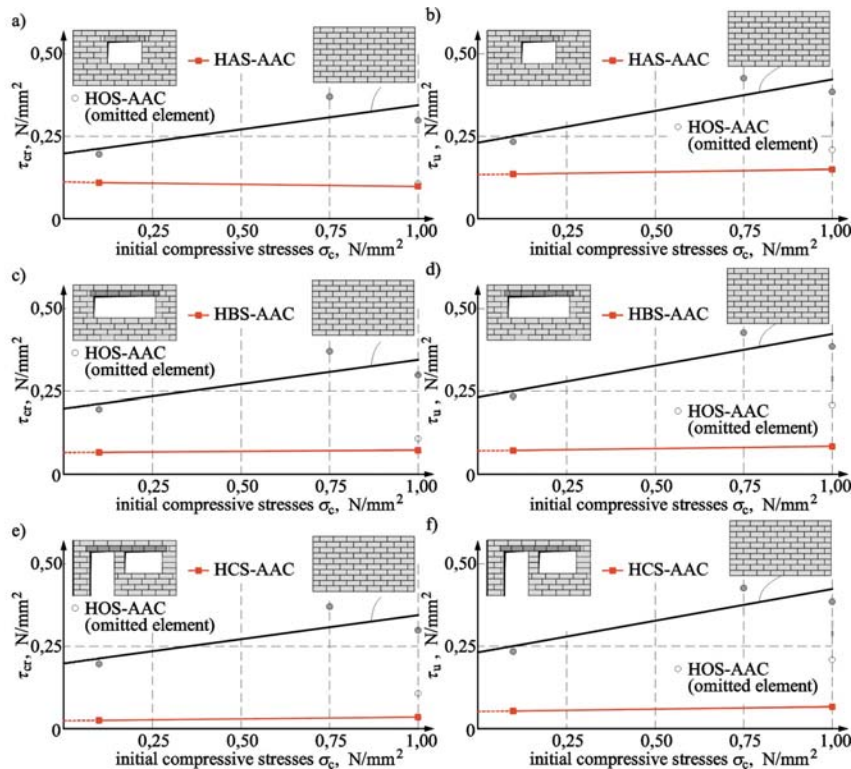 a)
0,50
τcr, N/mm²
0,25
0
HAS-AAC
HOS-AAC
(omitted element)
0,25
0,50
0,75
1,00
initial compressive stresses σc, N/mm²
b)
0,50
τu, N/mm²
0,25
0
HAS-AAC
HOS-AAC
(omitted element)
0,25
0,50
0,75
1,00
initial compressive stresses σc, N/mm²
c)
0,50
τcr, N/mm²
0,25
0
HBS-AAC
HOS-AAC
(omitted element)
0,25
0,50
0,75
1,00
initial compressive stresses σc, N/mm²
d)
0,50
τu, N/mm²
0,25
0
HBS-AAC
HOS-AAC
(omitted element)
0,25
0,50
0,75
1,00
initial compressive stresses σc, N/mm²
e)
0,50
τcr, N/mm²
0,25
0
HCS-AAC
HOS-AAC
(omitted element)
0,25
0,50
0,75
1,00
initial compressive stresses σc, N/mm²
f)
0,50
τu, N/mm²
0,25
0
HCS-AAC
HOS-AAC
(omitted element)
0,25
0,50
0,75
1,00
initial compressive stresses σc, N/mm²